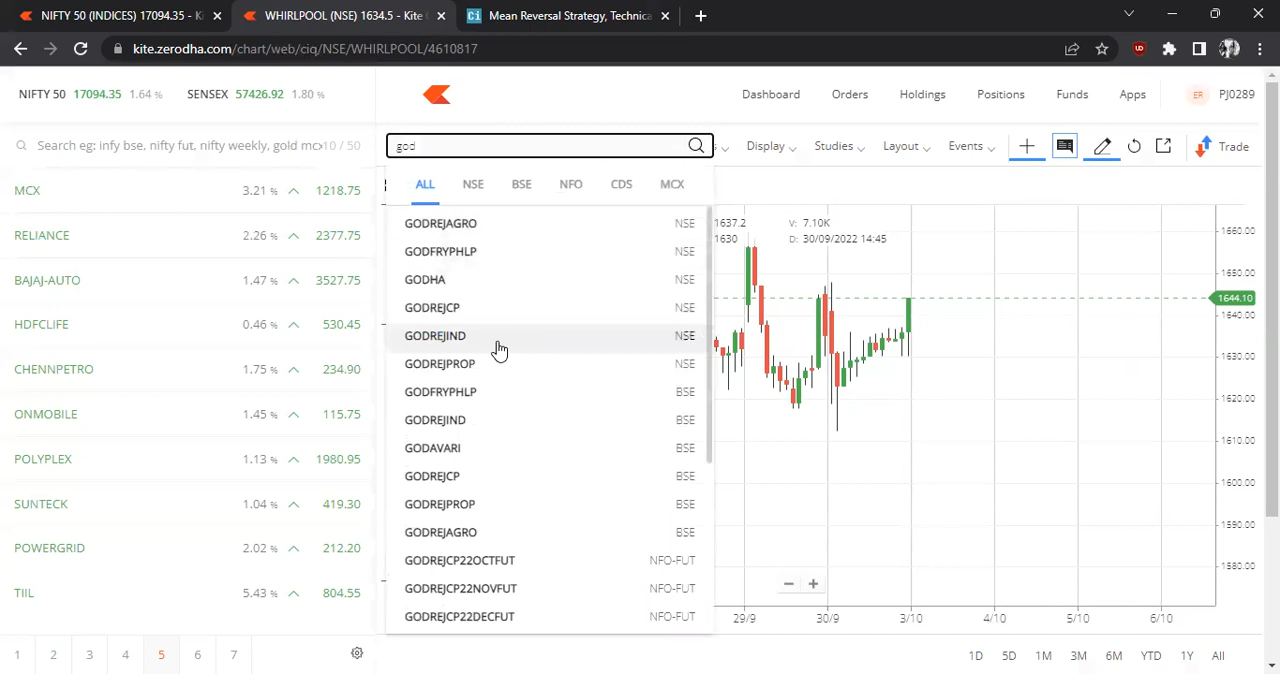 NIFTY 50 (INDICES) 17094.35 - Ki
WHIRLPOOL (NSE) 1634.5 - Kite C
Ci Mean Reversal Strategy, Technica
kite.zerodha.com/chart/web/ciq/NSE/WHIRLPOOL/4610817
NIFTY 50 17094.35 1.64 % SENSEX 57426.92 1.80 %
Dashboard Orders Holdings Positions Funds Apps ER PJ0289
Search eg: infy bse, nifty fut, nifty weekly, gold mcx 10 / 50
god
s Display Studies Layout Events Trade
ALL NSE BSE NFO CDS MCX
MCX 3.21 % 1218.75
RELIANCE 2.26 % 2377.75
BAJAJ-AUTO 1.47 % 3527.75
HDFCLIFE 0.46 % 530.45
CHENNPETRO 1.75 % 234.90
ONMOBILE 1.45 % 115.75
POLYPLEX 1.13 % 1980.95
SUNTECK 1.04 % 419.30
POWERGRID 2.02 % 212.20
TIIL 5.43 % 804.55
1 2 3 4 5 6 7
GODREJAGRO NSE
GODFRYPHLP NSE
GODHA NSE
GODREJCP NSE
GODREJIND NSE
GODREJPROP NSE
GODFRYPHLP BSE
GODREJIND BSE
GODAVARI BSE
GODREJCP BSE
GODREJPROP BSE
GODREJAGRO BSE
GODREJCP22OCTFUT NFO-FUT
GODREJCP22NOVFUT NFO-FUT
GODREJCP22DECFUT NFO-FUT
1637.2 V: 7.10K
1630 D: 30/09/2022 14:45
1660.00
1650.00
1644.10
1640.00
1630.00
1620.00
1610.00
1600.00
1590.00
1580.00
29/9 30/9 3/10 4/10 5/10 6/10
1D 5D 1M 3M 6M YTD 1Y All